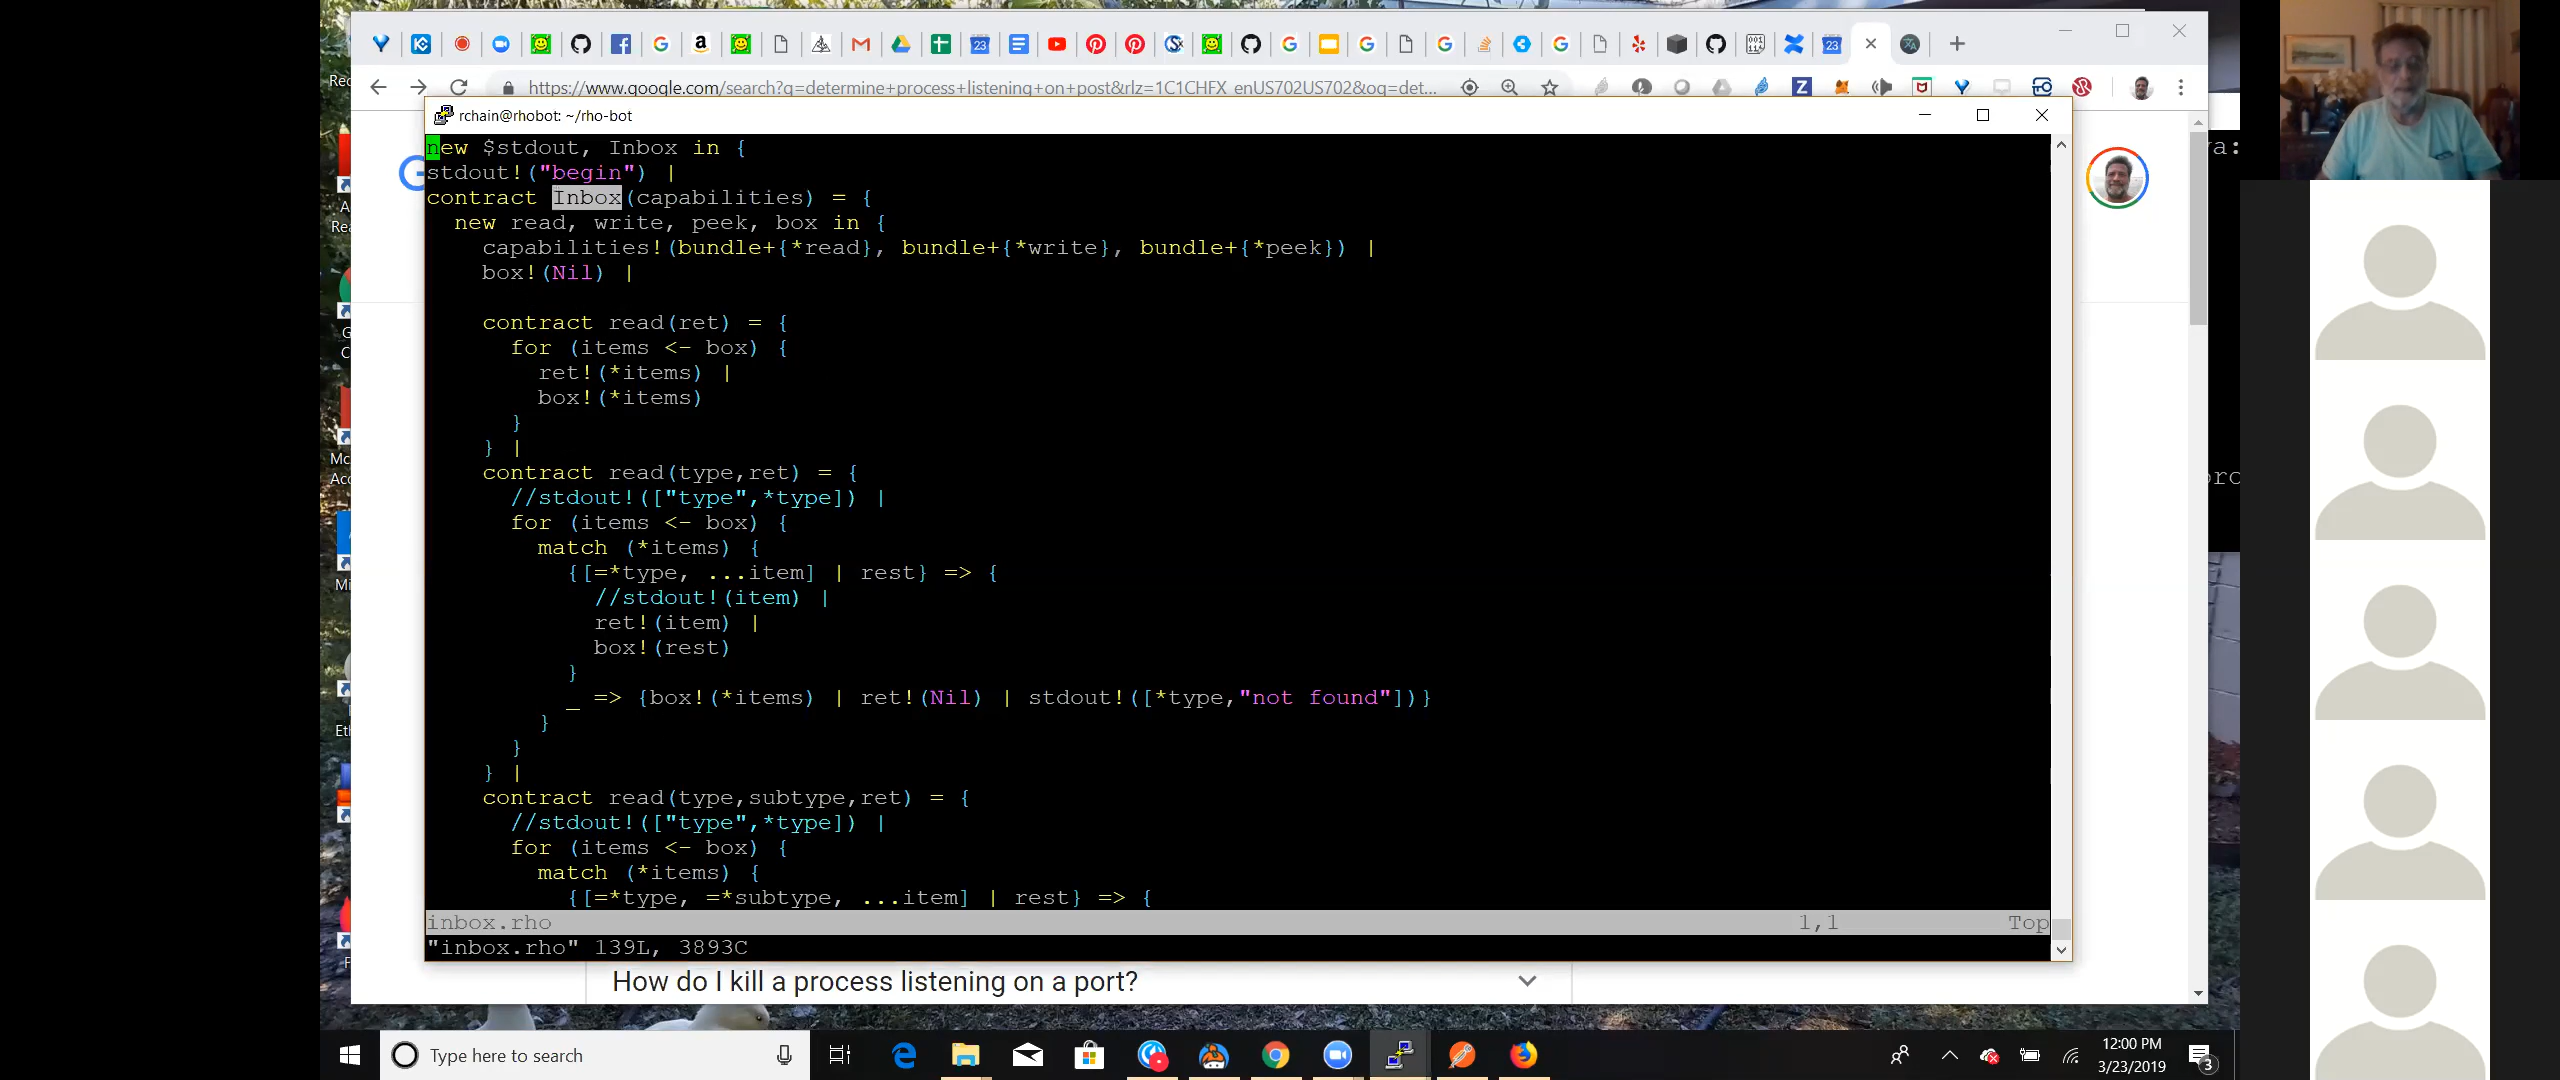 https://www.google.com/search?q=determine+process+listening+on+post&rlz=1C1CHFX_enUS702US702&oq=det...
rchain@rhobot: ~/rho-bot
new $stdout, Inbox in {
stdout!("begin") |
contract Inbox(capabilities) = {
  new read, write, peek, box in {
    capabilities!(bundle+{*read}, bundle+{*write}, bundle+{*peek}) |
    box!(Nil) |
    contract read(ret) = {
      for (items <- box) {
        ret!(*items) |
        box!(*items)
      }
    } |
    contract read(type,ret) = {
      //stdout!(["type",*type]) |
      for (items <- box) {
        match (*items) {
          {[=*type, ...item] | rest} => {
            //stdout!(item) |
            ret!(item) |
            box!(rest)
          }
          _ => {box!(*items) | ret!(Nil) | stdout!([*type,"not found"])}
        }
      }
    } |
    contract read(type,subtype,ret) = {
      //stdout!(["type",*type]) |
      for (items <- box) {
        match (*items) {
          {[=*type, =*subtype, ...item] | rest} => {
inbox.rho 1,1 Top
"inbox.rho" 139L, 3893C
How do I kill a process listening on a port?
Type here to search
12:00 PM
3/23/2019
3